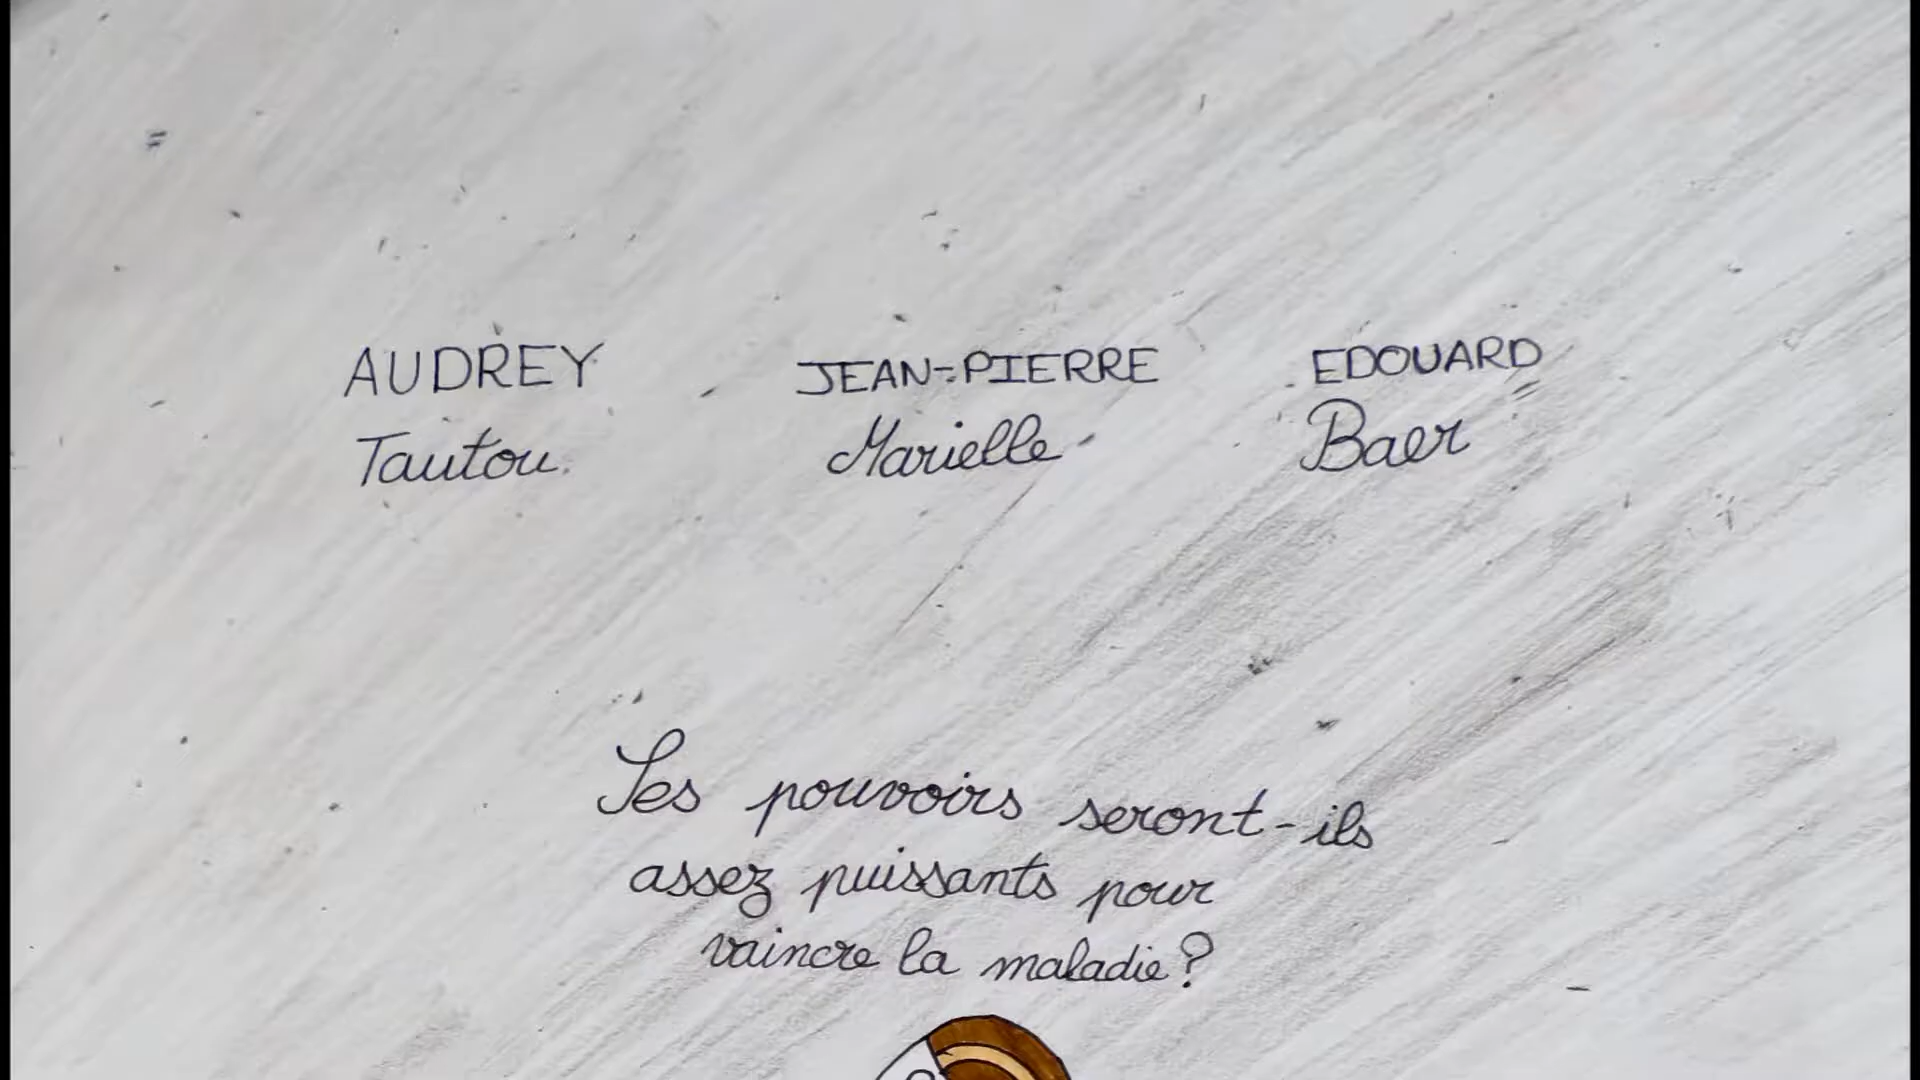 AUDREY JEAN-PIERRE EDOUARD
Tautou Marielle Baer
Ses pouvoirs seront-ils
assez puissants pour
vaincre la maladie?